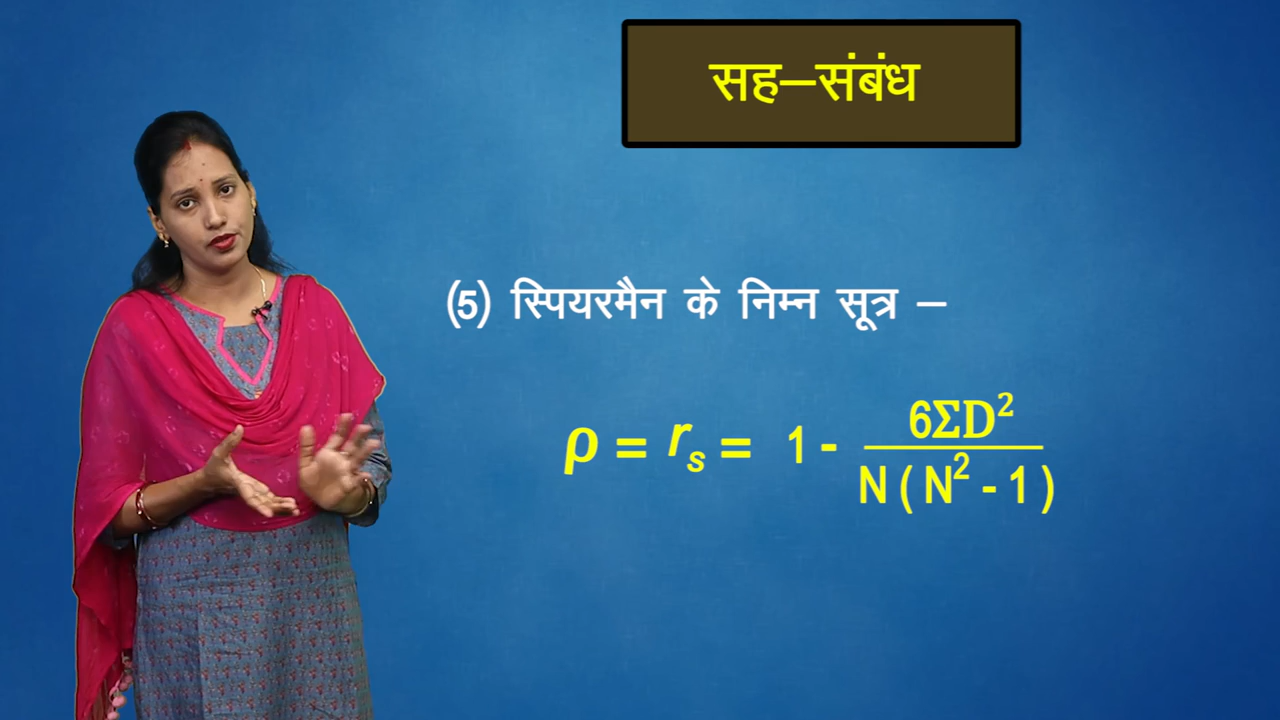 सह–संबंध
(5) स्पियरमैन के निम्न सूत्र –
ρ = rₛ = 1 - 6ΣD² / N ( N² - 1 )